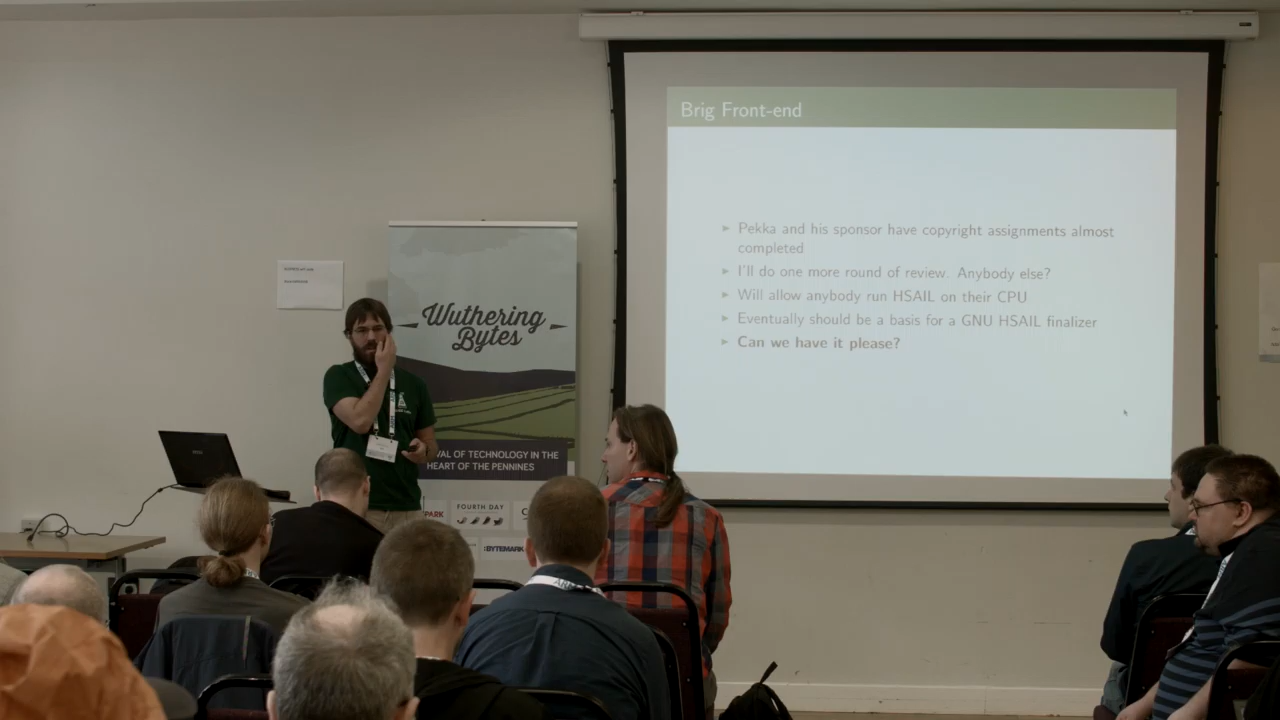 Brig Front-end
Pekka and his sponsor have copyright assignments almost
completed
I'll do one more round of review. Anybody else?
Will allow anybody run HSAIL on their CPU
Eventually should be a basis for a GNU HSAIL finalizer
Can we have it please?
Wuthering
Bytes
VAL OF TECHNOLOGY IN THE
HEART OF THE PENNINES
PARK
FOURTH DAY
BYTEMARK